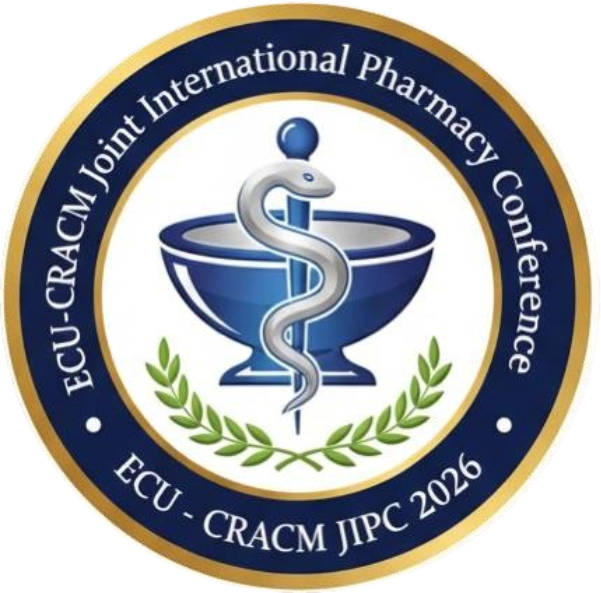 ECU-CRACM Joint International Pharmacy Conference
ECU - CRACM JIPC 2026